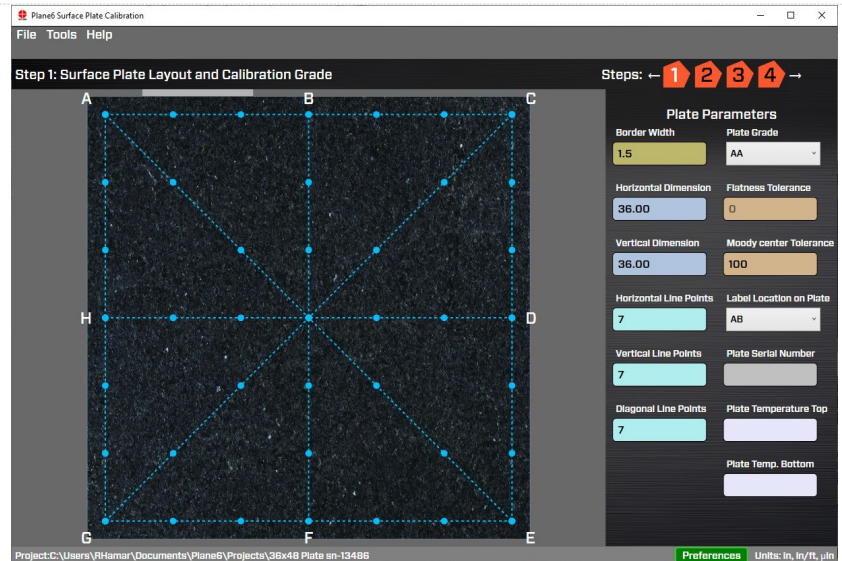 Plane6 Surface Plate Calibration
File Tools Help
Step 1: Surface Plate Layout and Calibration Grade
Steps: ← 1 2 3 4 →
A B C
H D
G F E
Plate Parameters
Border Width Plate Grade
1.5 AA
Horizontal Dimension Flatness Tolerance
36.00 0
Vertical Dimension Moody center Tolerance
36.00 100
Horizontal Line Points Label Location on Plate
7 AB
Vertical Line Points Plate Serial Number
7
Diagonal Line Points Plate Temperature Top
7
Plate Temp. Bottom
Project:C:\Users\RHamar\Documents\Plane6\Projects\36x48 Plate sn-13486 Preferences Units: in, in/ft, µin